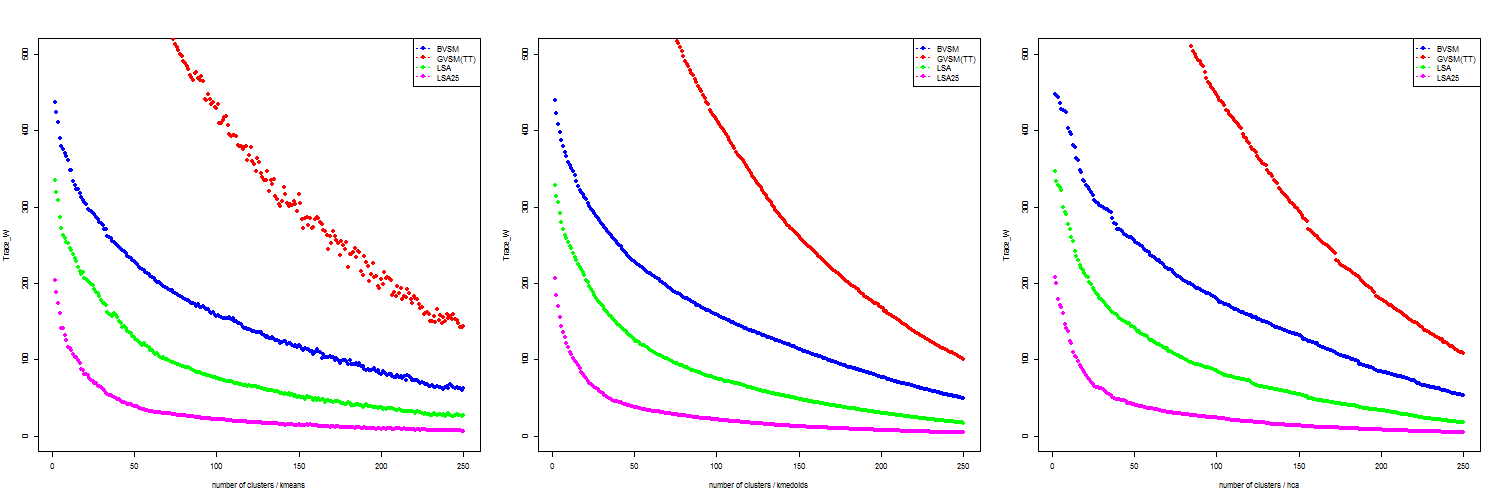 BVSM
GVSM(TT)
LSA
LSA25
Trace_W
500
400
300
200
100
0
0 50 100 150 200 250
number of clusters / kmeans
BVSM
GVSM(TT)
LSA
LSA25
Trace_W
500
400
300
200
100
0
0 50 100 150 200 250
number of clusters / kmedoids
BVSM
GVSM(TT)
LSA
LSA25
Trace_W
500
400
300
200
100
0
0 50 100 150 200 250
number of clusters / hca